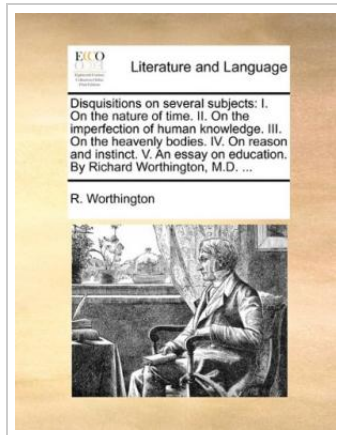 ECCO
Literature and Language
Disquisitions on several subjects: I.
On the nature of time. II. On the
imperfection of human knowledge. III.
On the heavenly bodies. IV. On reason
and instinct. V. An essay on education.
By Richard Worthington, M.D. ...
R. Worthington